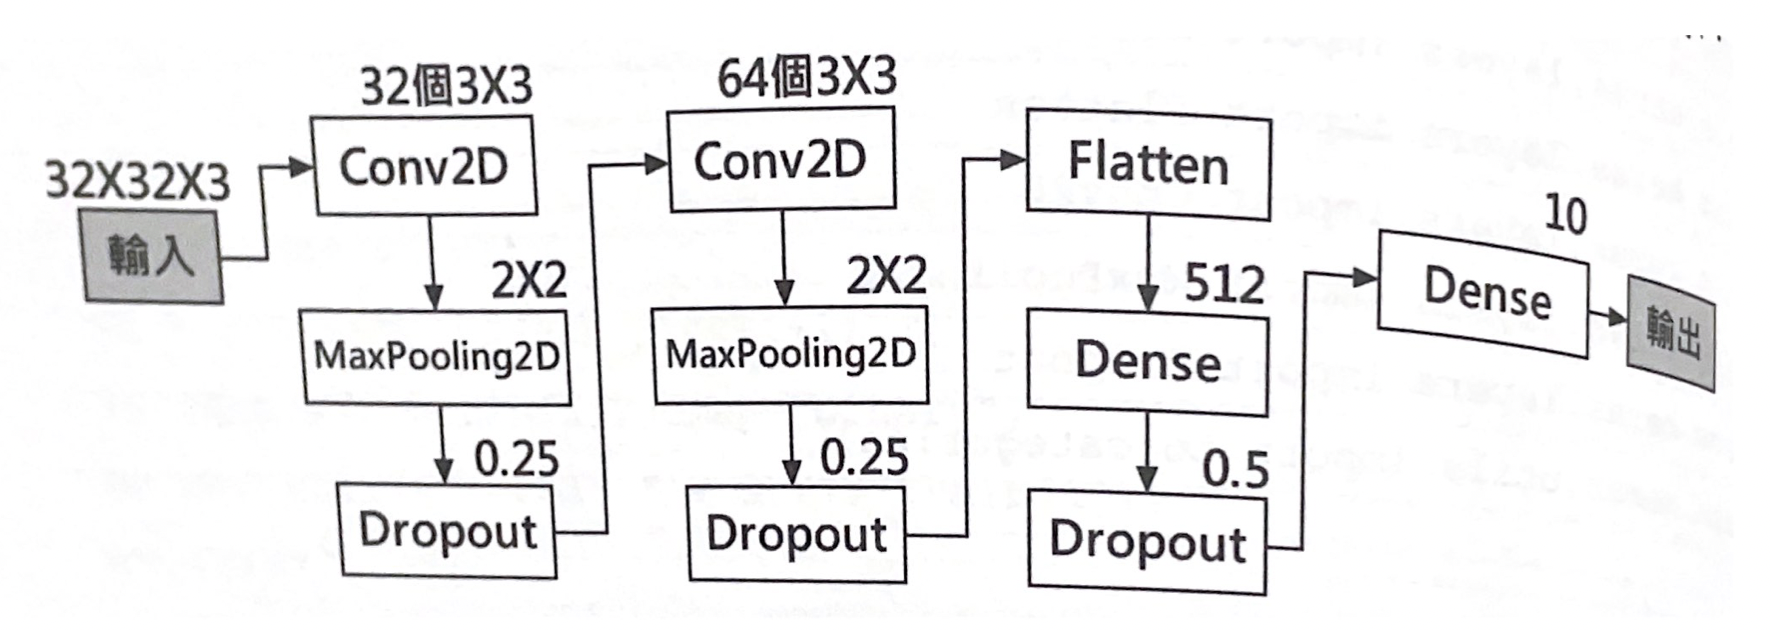 32X32X3
輸入
32個3X3
Conv2D
2X2
MaxPooling2D
0.25
Dropout
64個3X3
Conv2D
2X2
MaxPooling2D
0.25
Dropout
Flatten
512
Dense
0.5
Dropout
10
Dense
輸出